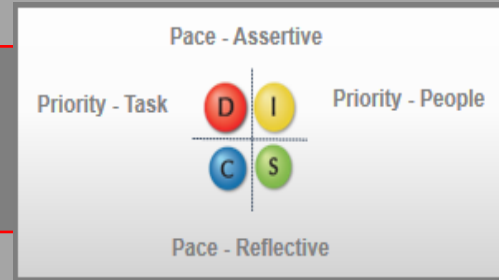 Pace - Assertive
Priority - Task
D I
Priority - People
C S
Pace - Reflective